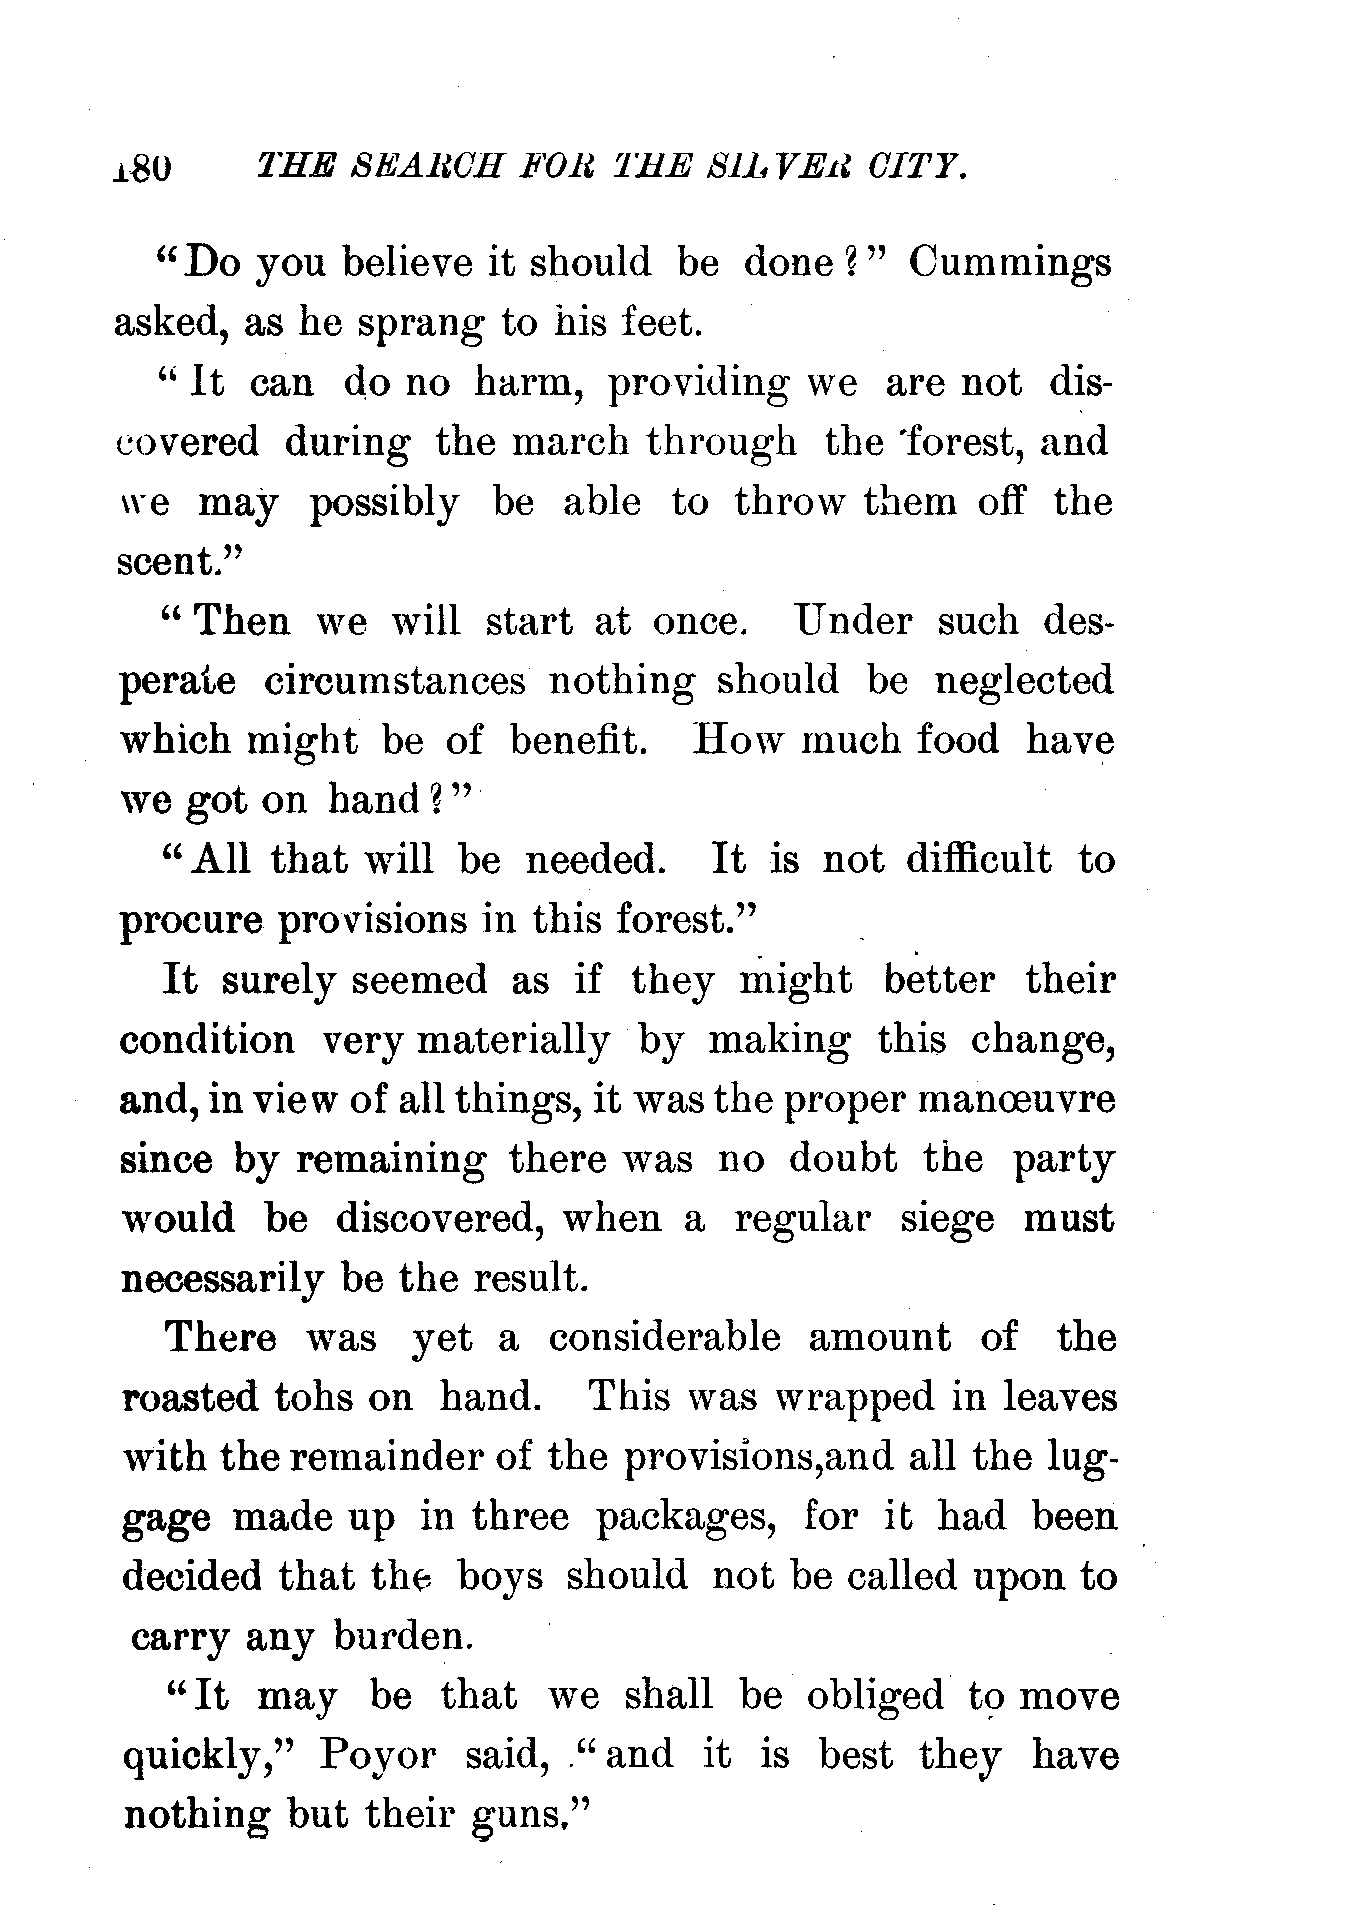 180 THE SEARCH FOR THE SILVER CITY.
“Do you believe it should be done?” Cummings
asked, as he sprang to his feet.
“It can do no harm, providing we are not dis-
covered during the march through the forest, and
we may possibly be able to throw them off the
scent.”
“Then we will start at once. Under such des-
perate circumstances nothing should be neglected
which might be of benefit. How much food have
we got on hand?”
“All that will be needed. It is not difficult to
procure provisions in this forest.”
It surely seemed as if they might better their
condition very materially by making this change,
and, in view of all things, it was the proper manœuvre
since by remaining there was no doubt the party
would be discovered, when a regular siege must
necessarily be the result.
There was yet a considerable amount of the
roasted tohs on hand. This was wrapped in leaves
with the remainder of the provisions,and all the lug-
gage made up in three packages, for it had been
decided that the boys should not be called upon to
carry any burden.
“It may be that we shall be obliged to move
quickly,” Poyor said, “and it is best they have
nothing but their guns.”